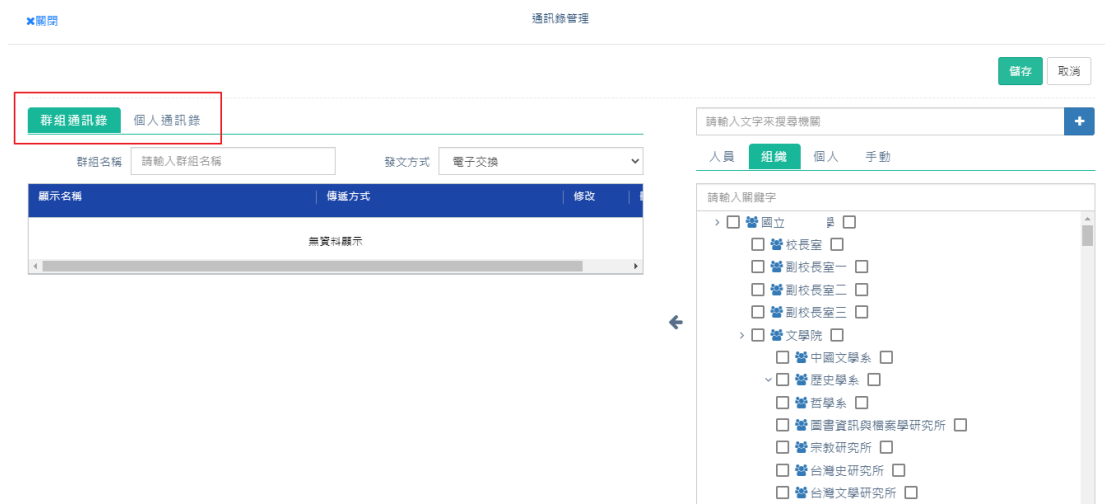 ✖關閉
通訊錄管理
儲存 取消
群組通訊錄 個人通訊錄
群組名稱 請輸入群組名稱 發文方式 電子交換
顯示名稱 傳遞方式 修改
無資料顯示
請輸入文字來搜尋機關
人員 組織 個人 手動
請輸入關鍵字
國立
校長室
副校長室一
副校長室二
副校長室三
文學院
中國文學系
歷史學系
哲學系
圖書資訊與檔案學研究所
宗教研究所
台灣史研究所
台灣文學研究所